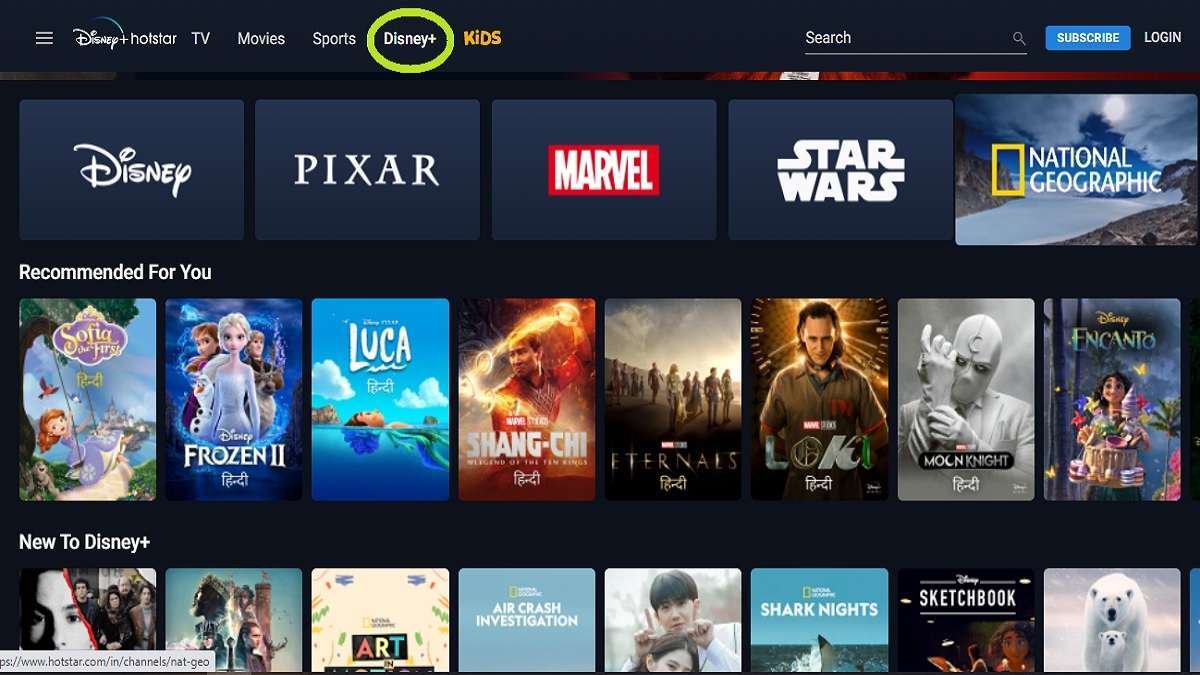 Disney+ hotstar TV Movies Sports Disney+ KiDS Search SUBSCRIBE LOGIN
Disney
PIXAR
MARVEL
STAR
WARS
NATIONAL
GEOGRAPHIC
Recommended For You
Disney
Sofia
the First
हिन्दी
Disney
FROZEN II
हिन्दी
Disney PIXAR
LUCA
हिन्दी
MARVEL STUDIOS
SHANG-CHI
AND THE LEGEND OF THE TEN RINGS
हिन्दी
MARVEL STUDIOS
ETERNALS
हिन्दी
MARVEL STUDIOS
LOKI
हिन्दी
Disney+
MARVEL STUDIOS
MOON KNIGHT
हिन्दी
Disney+
Disney
ENCANTO
New To Disney+
NATIONAL
GEOGRAPHIC
ART
IN
NATIONAL
GEOGRAPHIC
AIR CRASH
INVESTIGATION
NATIONAL
GEOGRAPHIC
SHARK NIGHTS
Disney
SKETCHBOOK
ps://www.hotstar.com/in/channels/nat-geo